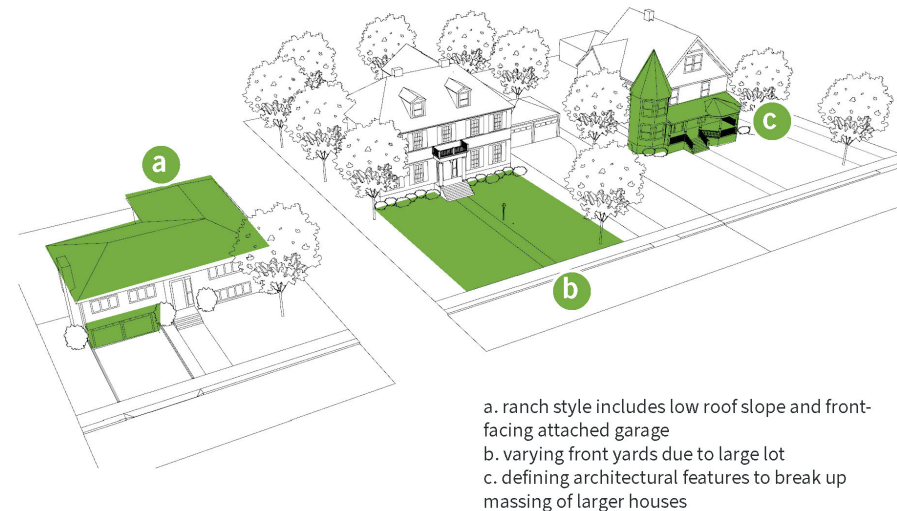 a
c
b
a. ranch style includes low roof slope and front-
facing attached garage
b. varying front yards due to large lot
c. defining architectural features to break up
massing of larger houses